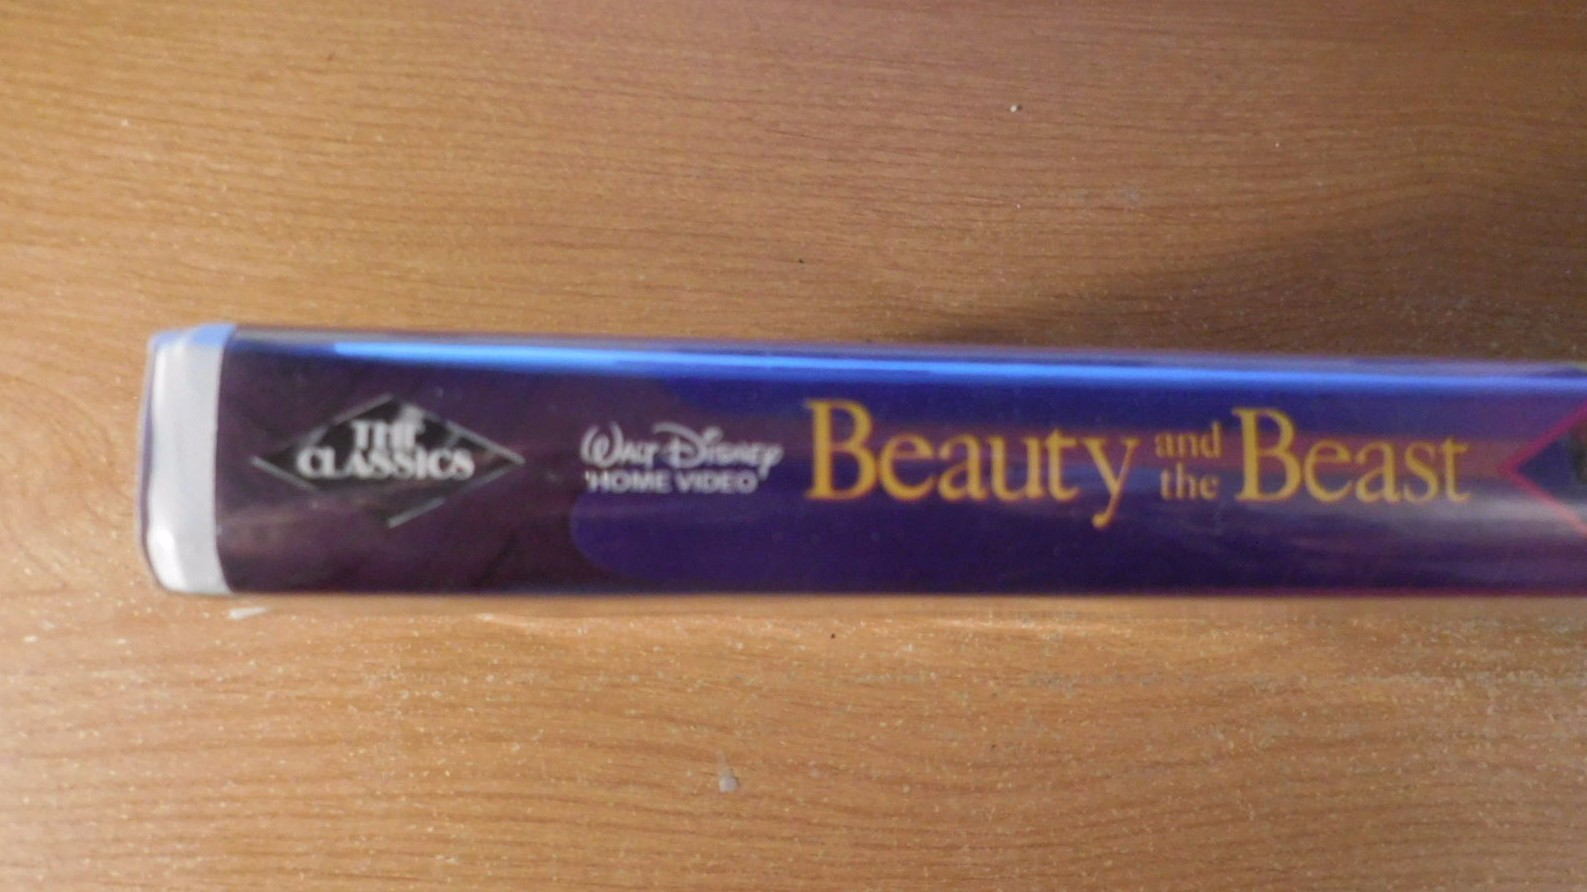 THE
CLASSICS
WALT DISNEY
HOME VIDEO
Beauty and the Beast